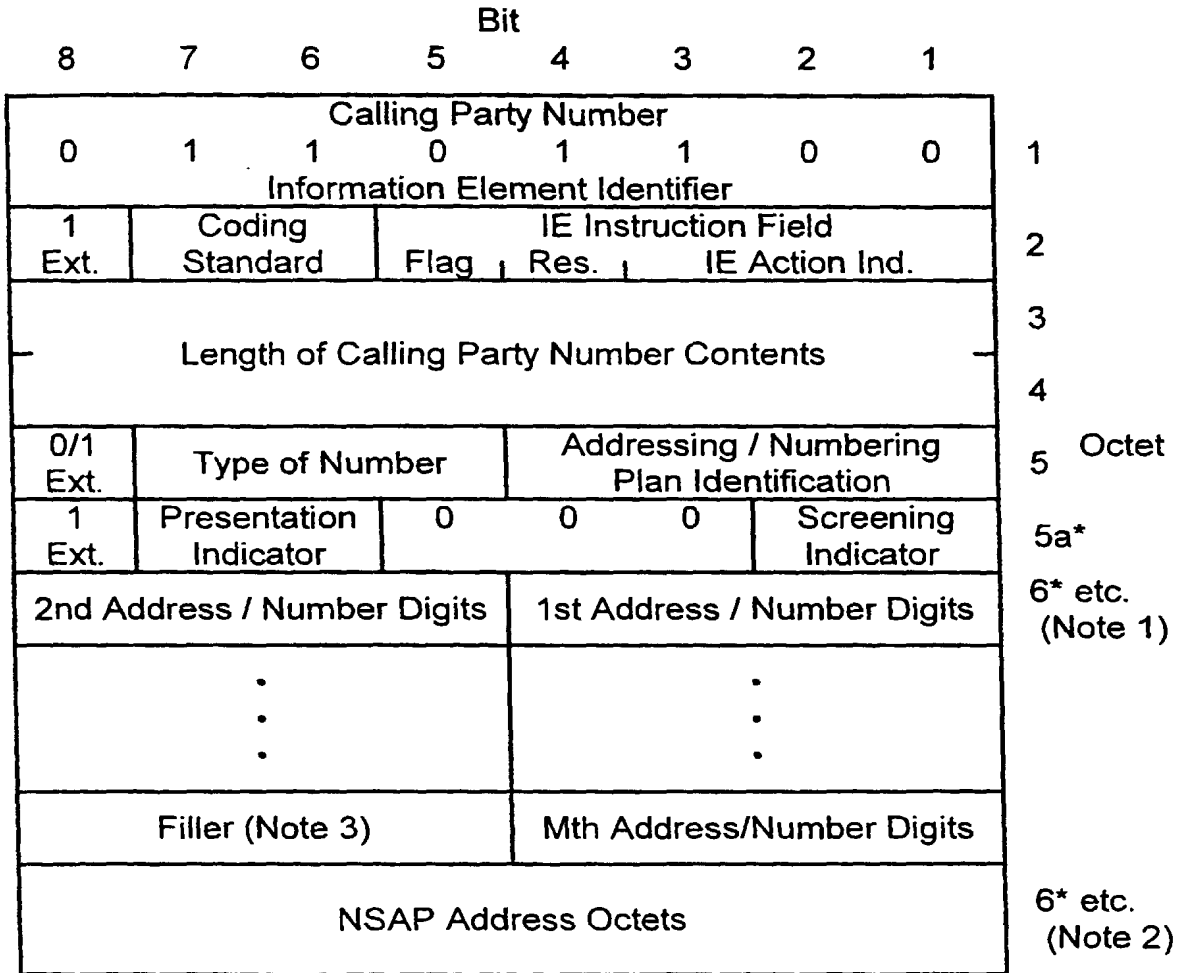 Bit
8 7 6 5 4 3 2 1
Calling Party Number
0 1 1 0 1 1 0 0 1
Information Element Identifier
1 Coding IE Instruction Field
Ext. Standard Flag Res. IE Action Ind. 2
3
Length of Calling Party Number Contents
4
0/1 Type of Number Addressing / Numbering 5 Octet
Ext. Plan Identification
1 Presentation 0 0 0 Screening 5a*
Ext. Indicator Indicator
2nd Address / Number Digits 1st Address / Number Digits 6* etc.
(Note 1)
Filler (Note 3) Mth Address/Number Digits
NSAP Address Octets 6* etc.
(Note 2)